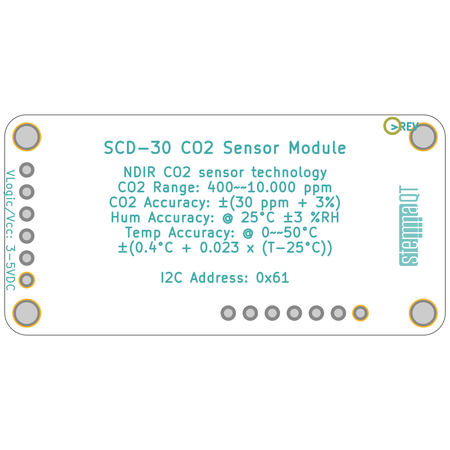 >REV
SCD-30 CO2 Sensor Module
NDIR CO2 sensor technology
CO2 Range: 400~~10.000 ppm
CO2 Accuracy: ±(30 ppm + 3%)
Hum Accuracy: @ 25°C ±3 %RH
Temp Accuracy: @ 0~~50°C
±(0.4°C + 0.023 x (T-25°C))
I2C Address: 0x61
VLogic/Vcc: 3-5VDC
stemmaQT